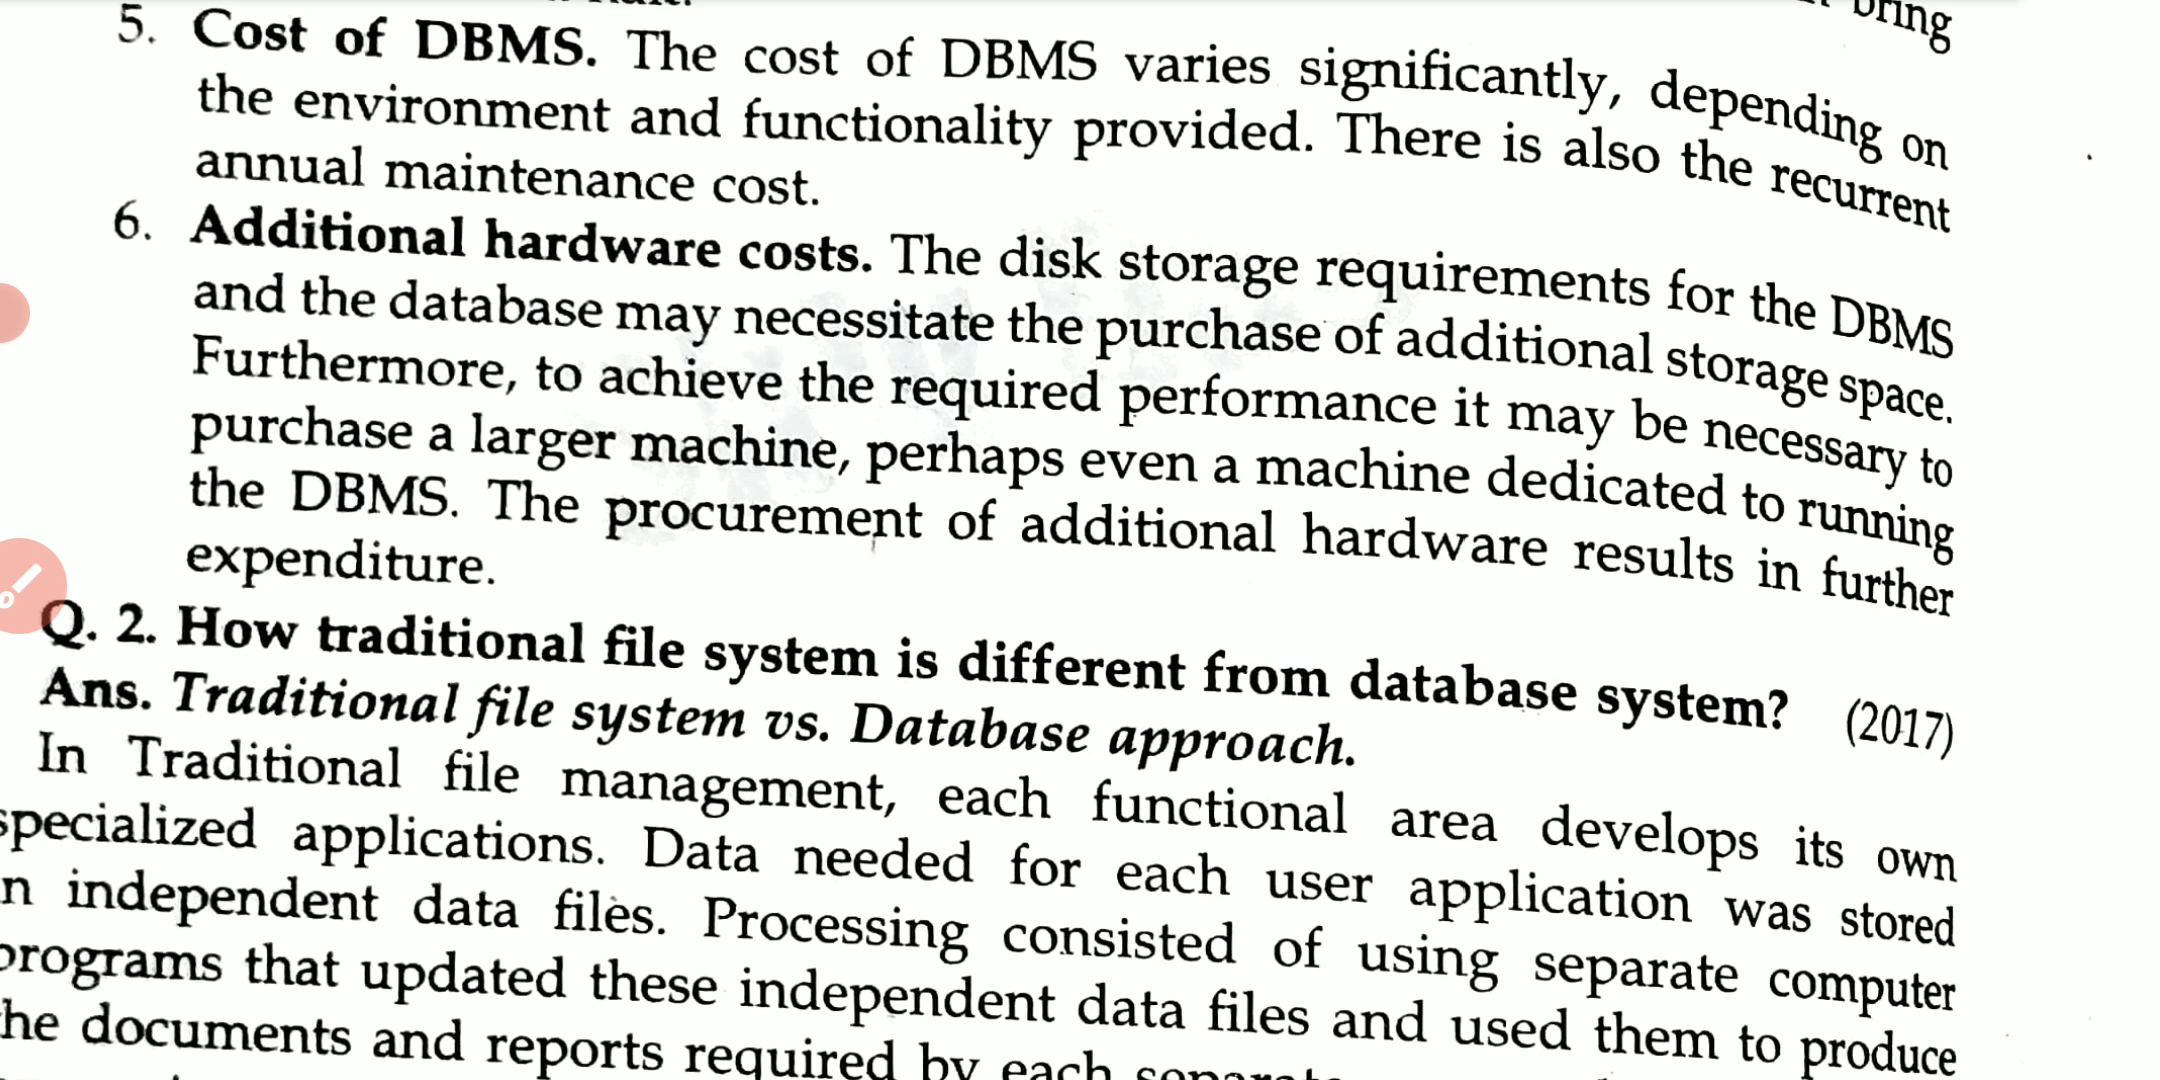 bring
5. Cost of DBMS. The cost of DBMS varies significantly, depending on
the environment and functionality provided. There is also the recurrent
annual maintenance cost.
6. Additional hardware costs. The disk storage requirements for the DBMS
and the database may necessitate the purchase of additional storage space.
Furthermore, to achieve the required performance it may be necessary to
purchase a larger machine, perhaps even a machine dedicated to running
the DBMS. The procurement of additional hardware results in further
expenditure.
Q. 2. How traditional file system is different from database system? (2017)
Ans. Traditional file system vs. Database approach.
In Traditional file management, each functional area develops its own
specialized applications. Data needed for each user application was stored
n independent data files. Processing consisted of using separate computer
programs that updated these independent data files and used them to produce
he documents and reports required by each